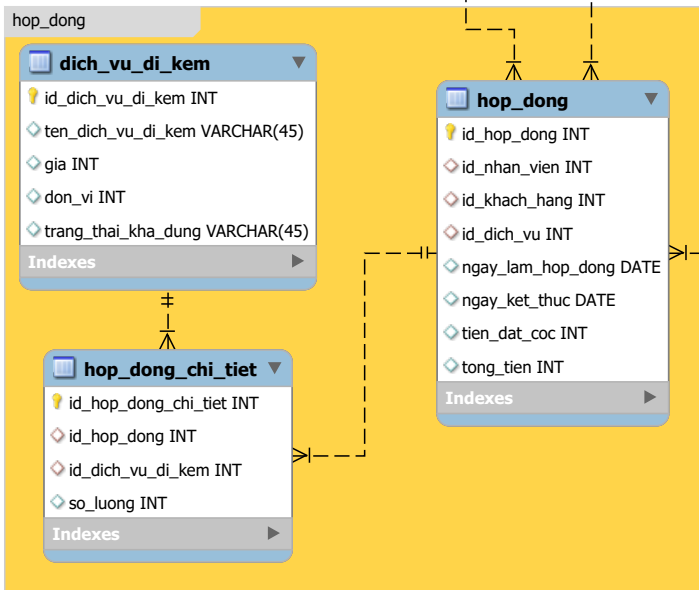 hop_dong
dich_vu_di_kem
id_dich_vu_di_kem INT
ten_dich_vu_di_kem VARCHAR(45)
gia INT
don_vi INT
trang_thai_kha_dung VARCHAR(45)
Indexes
hop_dong_chi_tiet
id_hop_dong_chi_tiet INT
id_hop_dong INT
id_dich_vu_di_kem INT
so_luong INT
Indexes
hop_dong
id_hop_dong INT
id_nhan_vien INT
id_khach_hang INT
id_dich_vu INT
ngay_lam_hop_dong DATE
ngay_ket_thuc DATE
tien_dat_coc INT
tong_tien INT
Indexes